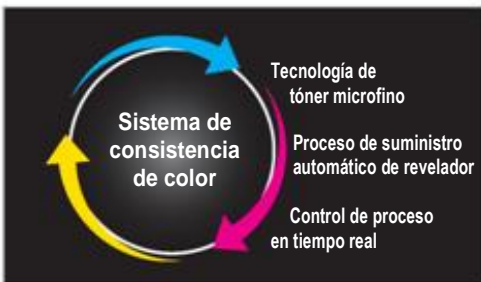 Sistema de
consistencia
de color
Tecnología de
tóner microfino
Proceso de suministro
automático de revelador
Control de proceso
en tiempo real